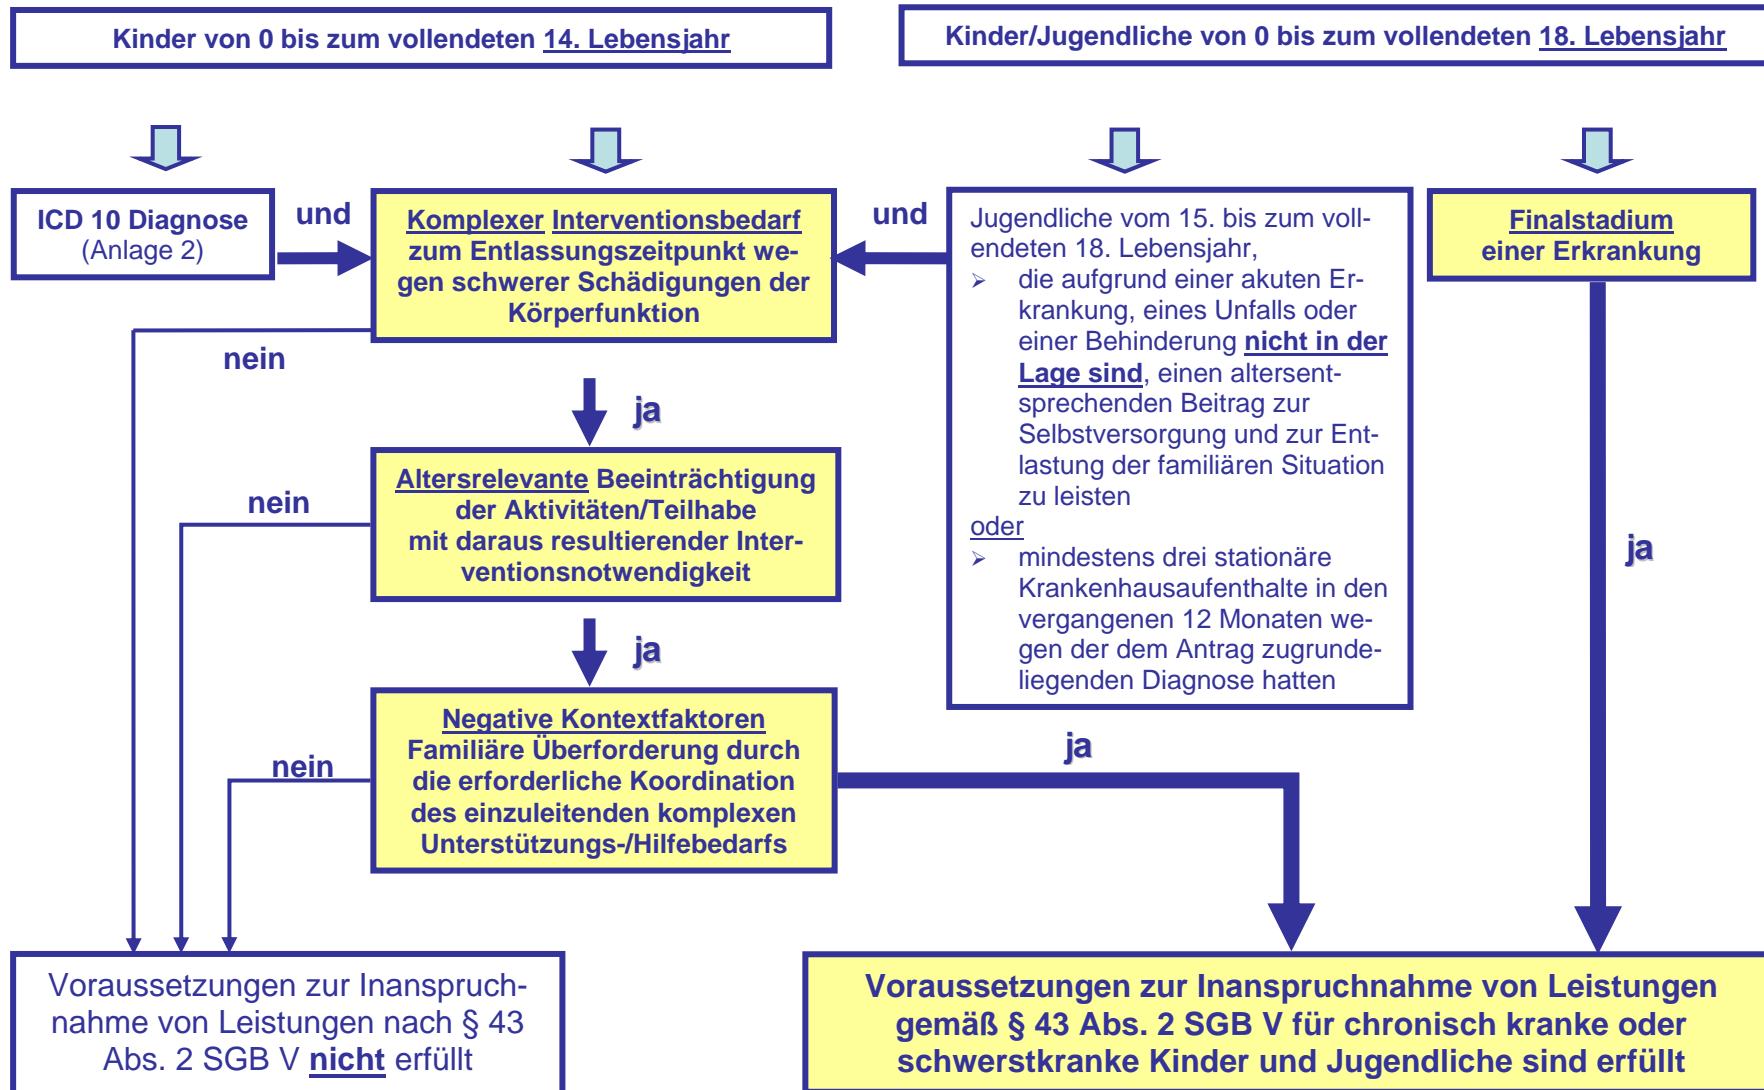 Kinder von 0 bis zum vollendeten 14. Lebensjahr
Kinder/Jugendliche von 0 bis zum vollendeten 18. Lebensjahr
ICD 10 Diagnose
(Anlage 2)
und
Komplexer Interventionsbedarf
zum Entlassungszeitpunkt we-
gen schwerer Schädigungen der
Körperfunktion
und
Jugendliche vom 15. bis zum voll-
endeten 18. Lebensjahr,
➢ die aufgrund einer akuten Er-
krankung, eines Unfalls oder
einer Behinderung nicht in der
Lage sind, einen altersent-
sprechenden Beitrag zur
Selbstversorgung und zur Ent-
lastung der familiären Situation
zu leisten
oder
➢ mindestens drei stationäre
Krankenhausaufenthalte in den
vergangenen 12 Monaten we-
gen der dem Antrag zugrunde-
liegenden Diagnose hatten
Finalstadium
einer Erkrankung
nein
ja
Altersrelevante Beeinträchtigung
der Aktivitäten/Teilhabe
mit daraus resultierender Inter-
ventionsnotwendigkeit
nein
ja
ja
Negative Kontextfaktoren
Familiäre Überforderung durch
die erforderliche Koordination
des einzuleitenden komplexen
Unterstützungs-/Hilfebedarfs
nein
ja
Voraussetzungen zur Inanspruch-
nahme von Leistungen nach § 43
Abs. 2 SGB V nicht erfüllt
Voraussetzungen zur Inanspruchnahme von Leistungen
gemäß § 43 Abs. 2 SGB V für chronisch kranke oder
schwerstkranke Kinder und Jugendliche sind erfüllt